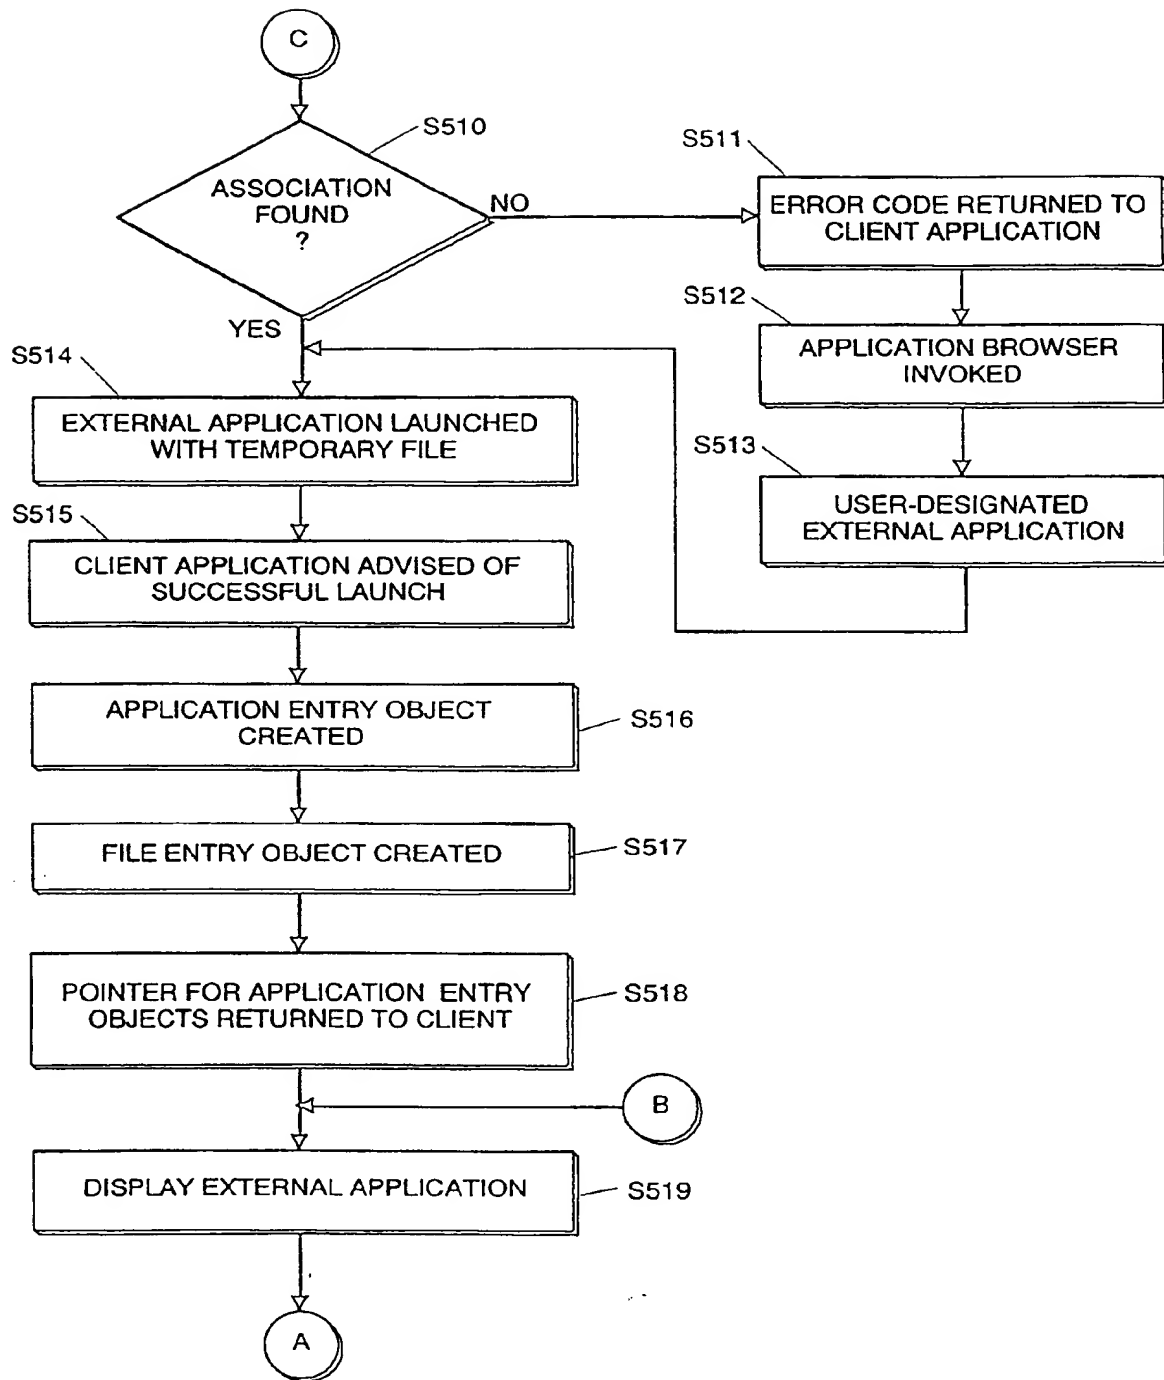 C
S510
ASSOCIATION
FOUND
?
NO
YES
S511
ERROR CODE RETURNED TO
CLIENT APPLICATION
S512
APPLICATION BROWSER
INVOKED
S513
USER-DESIGNATED
EXTERNAL APPLICATION
S514
EXTERNAL APPLICATION LAUNCHED
WITH TEMPORARY FILE
S515
CLIENT APPLICATION ADVISED OF
SUCCESSFUL LAUNCH
APPLICATION ENTRY OBJECT
CREATED
S516
FILE ENTRY OBJECT CREATED
S517
POINTER FOR APPLICATION ENTRY
OBJECTS RETURNED TO CLIENT
S518
B
DISPLAY EXTERNAL APPLICATION
S519
A